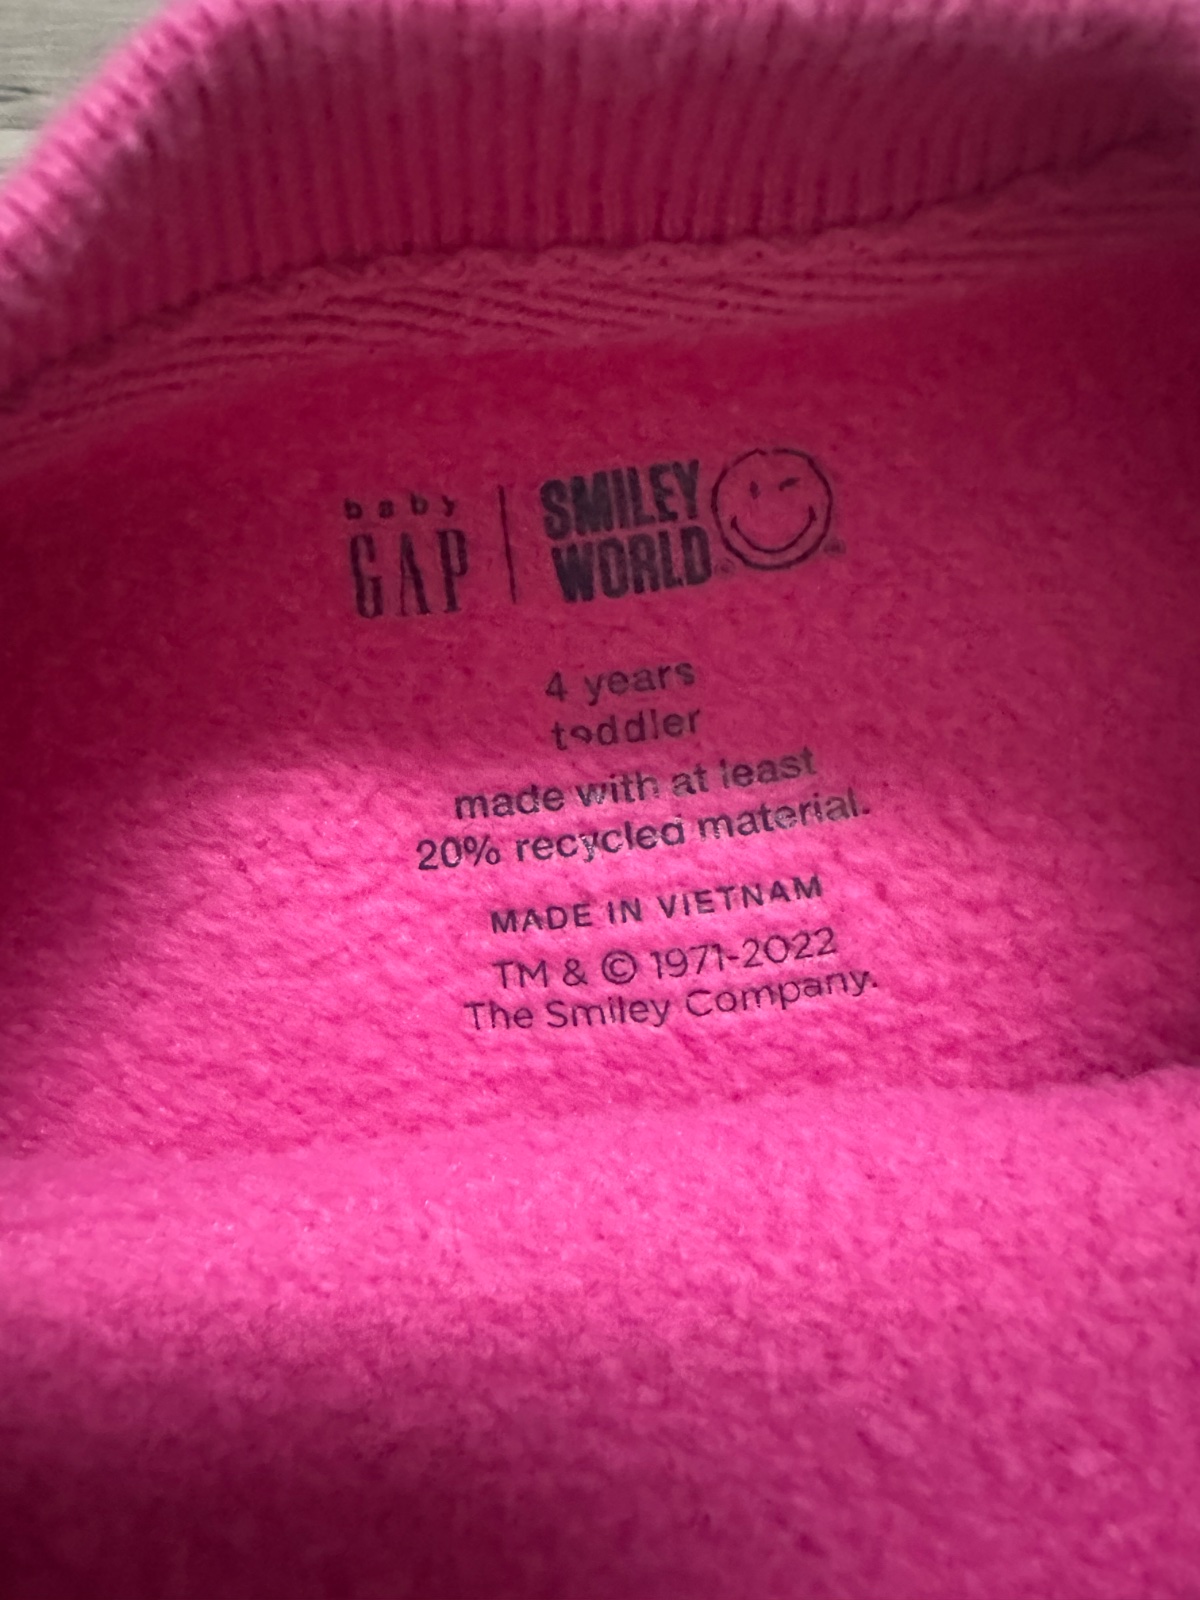 baby
GAP
SMILEY
WORLD
4 years
toddler
made with at least
20% recycled material.
MADE IN VIETNAM
TM & © 1971-2022
The Smiley Company.